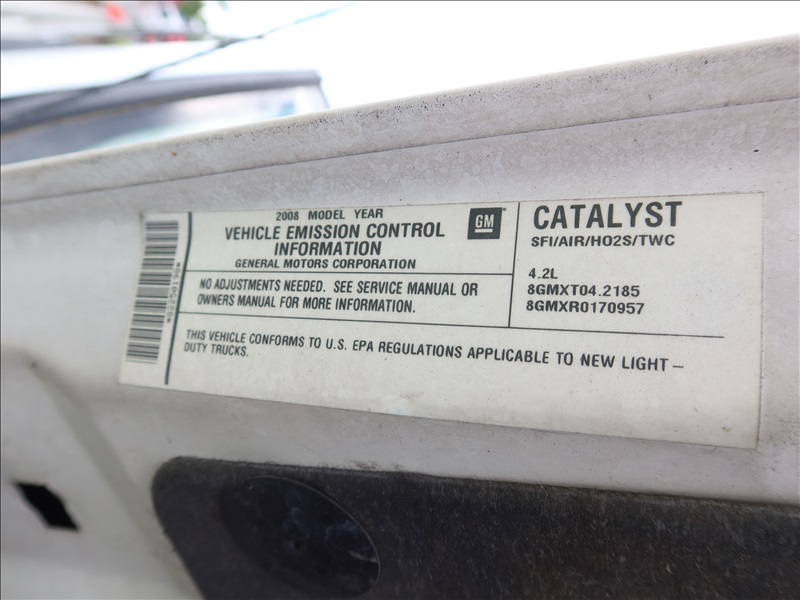 2008 MODEL YEAR
VEHICLE EMISSION CONTROL
INFORMATION
GENERAL MOTORS CORPORATION
GM
NO ADJUSTMENTS NEEDED. SEE SERVICE MANUAL OR
OWNERS MANUAL FOR MORE INFORMATION.
CATALYST
SFI/AIR/HO2S/TWC
4.2L
8GMXT04.2185
8GMXR0170957
THIS VEHICLE CONFORMS TO U.S. EPA REGULATIONS APPLICABLE TO NEW LIGHT–
DUTY TRUCKS.